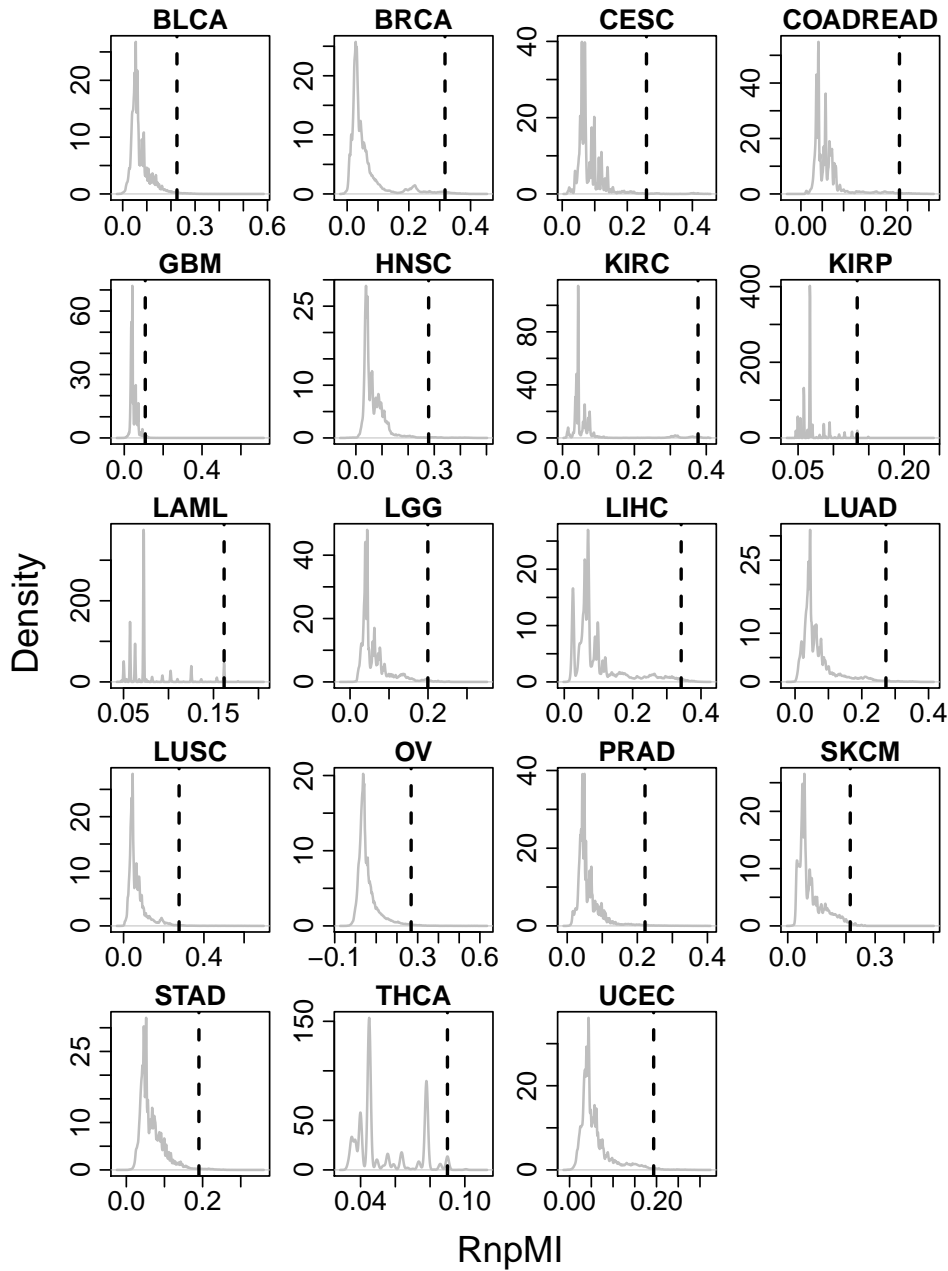 BLCA BRCA CESC COADREAD
0 10 20
0.0 0.3 0.6
0 10 20
0.0 0.2 0.4
0 20 40
0.0 0.2 0.4
0 20 40
0.00 0.20
GBM HNSC KIRC KIRP
0 30 60
0.0 0.4
0 10 25
0.0 0.3
0 40 80
0.0 0.2 0.4
0 200 400
0.05 0.20
LAML LGG LIHC LUAD
0 200
0.05 0.15
0 20 40
0.0 0.2
0 10 20
0.0 0.2 0.4
0 10 25
0.0 0.2 0.4
Density
LUSC OV PRAD SKCM
0 10 20
0.0 0.4
0 10 20
−0.1 0.3 0.6
0 20 40
0.0 0.2 0.4
0 10 20
0.0 0.3
STAD THCA UCEC
0 10 25
0.0 0.2
0 50 150
0.04 0.10
0 20
0.00 0.20
RnpMI